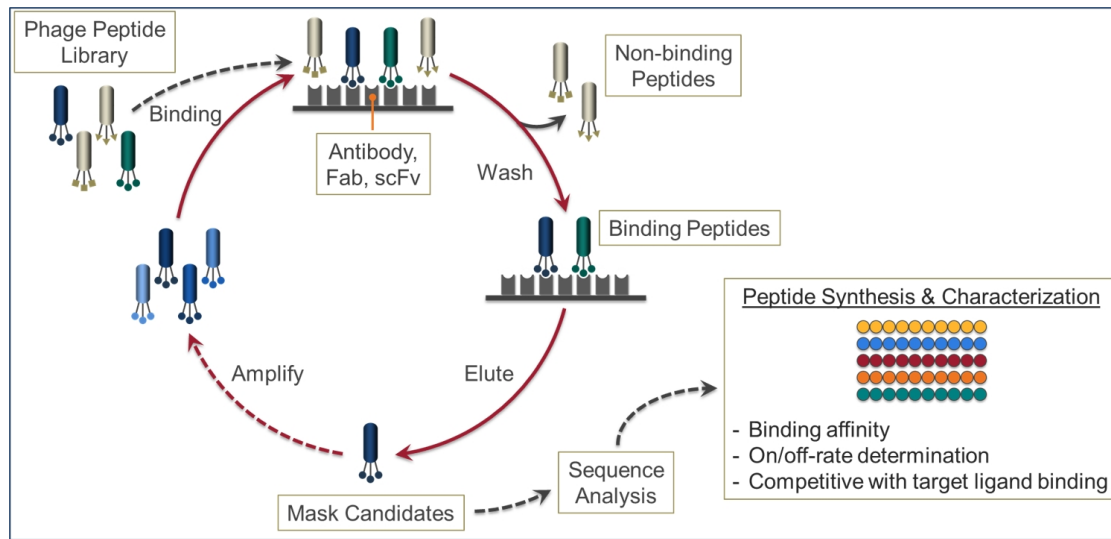 Phage Peptide
Library
Binding
Antibody,
Fab, scFv
Non-binding
Peptides
Wash
Binding Peptides
Elute
Mask Candidates
Amplify
Sequence
Analysis
Peptide Synthesis & Characterization
- Binding affinity
- On/off-rate determination
- Competitive with target ligand binding